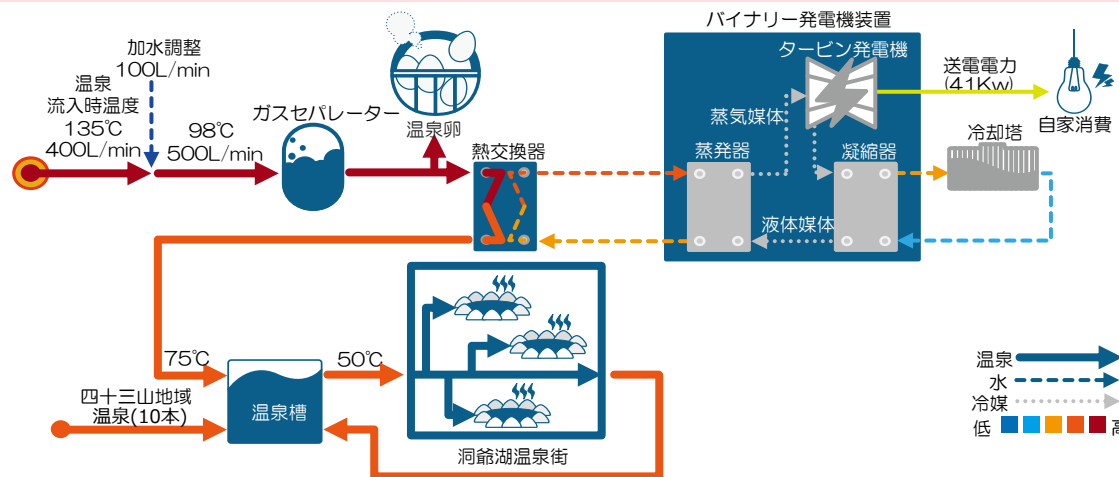 バイナリー発電機装置
加水調整
100L/min
温泉
流入時温度
135℃
400L/min
98℃
500L/min
ガスセパレーター
温泉卵
熱交換器
タービン発電機
蒸気媒体
蒸発器
凝縮器
液体媒体
送電電力
(41Kw)
自家消費
冷却塔
75℃
50℃
四十三山地域
温泉(10本)
温泉槽
洞爺湖温泉街
温泉
水
冷媒
低